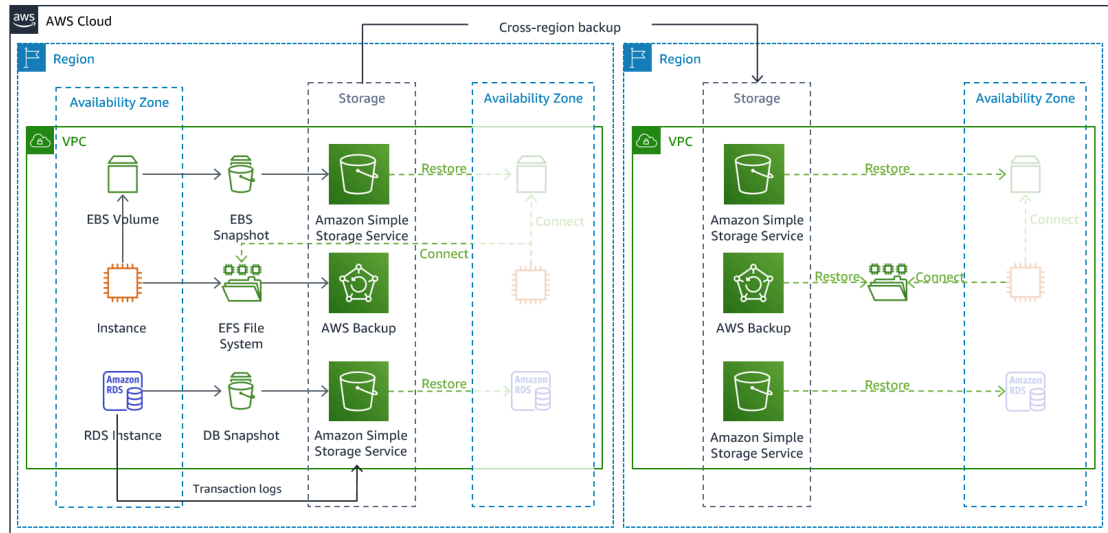 aws
AWS Cloud
Cross-region backup
Region
Availability Zone
Storage
Availability Zone
VPC
EBS Volume
EBS
Snapshot
Amazon Simple
Storage Service
Restore
Connect
Connect
Instance
EFS File
System
AWS Backup
Amazon
RDS
RDS Instance
DB Snapshot
Amazon Simple
Storage Service
Restore
Amazon
RDS
Transaction logs
Region
Storage
Availability Zone
VPC
Amazon Simple
Storage Service
Restore
Connect
AWS Backup
Restore
Connect
Amazon Simple
Storage Service
Restore
Amazon
RDS